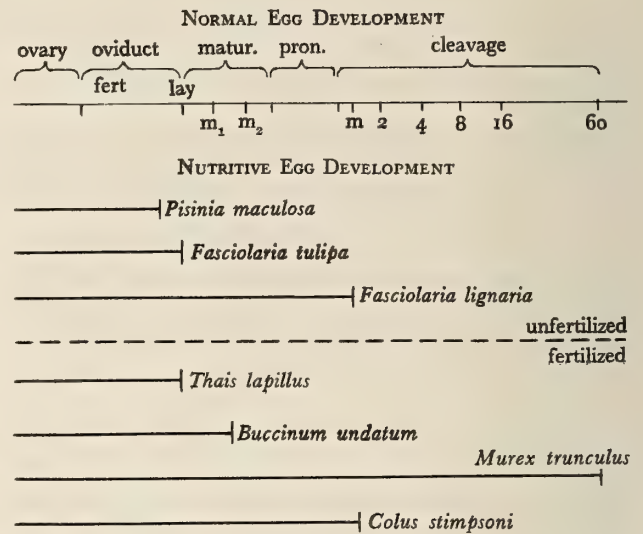 NORMAL EGG DEVELOPMENT
ovary oviduct matur. pron. cleavage
fert lay
m₁ m₂ m 2 4 8 16 60
NUTRITIVE EGG DEVELOPMENT
Pisinia maculosa
Fasciolaria tulipa
Fasciolaria lignaria
unfertilized
fertilized
Thais lapillus
Buccinum undatum
Murex trunculus
Colus stimpsoni